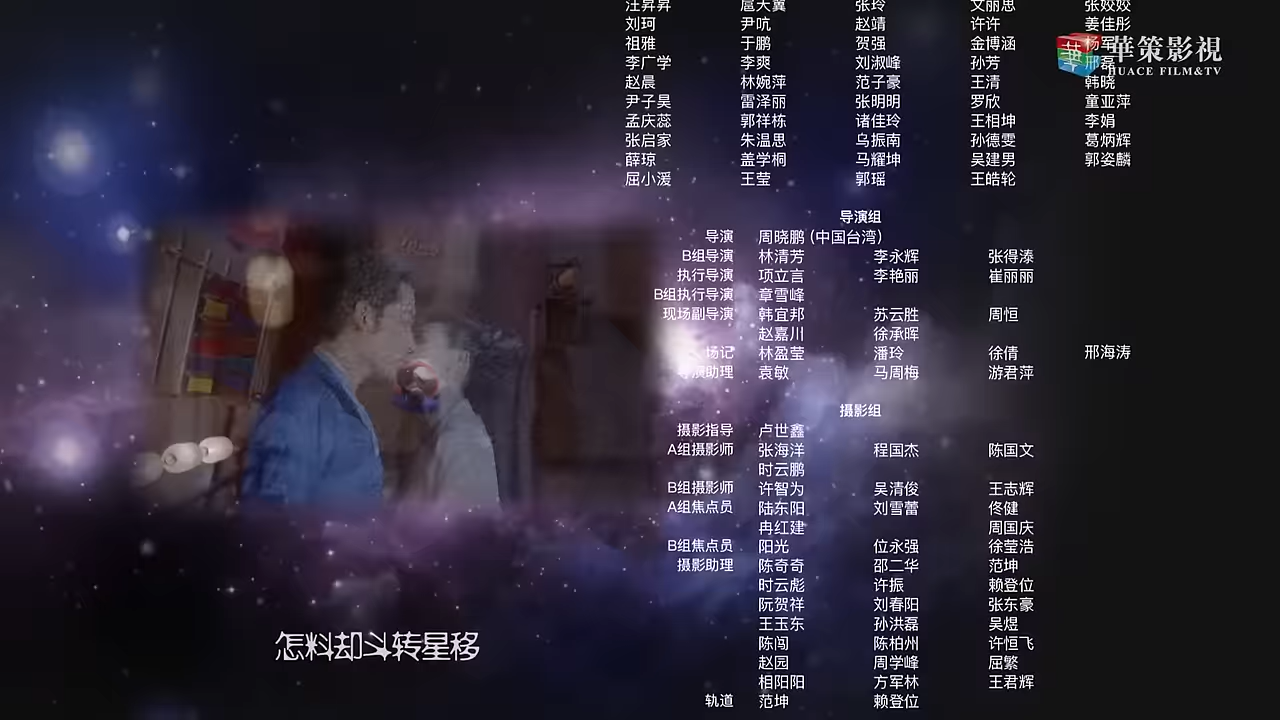 汪昇昇 扈天翼 张玲 文丽思 张姣姣
刘珂 尹吭 赵靖 许许 姜佳彤
祖雅 于鹏 贺强 金博涵 杨军
華策影視
HUACE FILM&TV
李广学 李爽 刘淑峰 孙芳 邢磊
赵晨 林婉萍 范子豪 王清 韩晓
尹子昊 雷泽丽 张明明 罗欣 童亚萍
孟庆蕊 郭祥栋 诸佳玲 王相坤 李娟
张启家 朱温思 乌振南 孙德雯 葛炳辉
薛琼 盖学桐 马耀坤 吴建男 郭姿麟
屈小湲 王莹 郭瑶 王皓轮
导演组
导演 周晓鹏 (中国台湾)
B组导演 林清芳 李永辉 张得溱
执行导演 项立言 李艳丽 崔丽丽
B组执行导演 章雪峰
现场副导演 韩宜邦 苏云胜 周恒
赵嘉川 徐承晖
场记 林盈莹 潘玲 徐倩 邢海涛
导演助理 袁敏 马周梅 游君萍
摄影组
摄影指导 卢世鑫
A组摄影师 张海洋 程国杰 陈国文
时云鹏
B组摄影师 许智为 吴清俊 王志辉
A组焦点员 陆东阳 刘雪蕾 佟健
冉红建 周国庆
B组焦点员 阳光 位永强 徐莹浩
摄影助理 陈奇奇 邵二华 范坤
时云彪 许振 赖登位
阮贺祥 刘春阳 张东豪
王玉东 孙洪磊 吴煜
陈闯 陈柏州 许恒飞
赵园 周学峰 屈繁
相阳阳 方军林 王君辉
轨道 范坤 赖登位
怎料却斗转星移